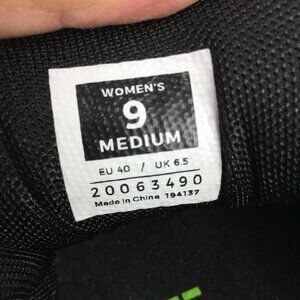 WOMEN'S
9
MEDIUM
EU 40 / UK 6.5
20063490
Made in China 194137